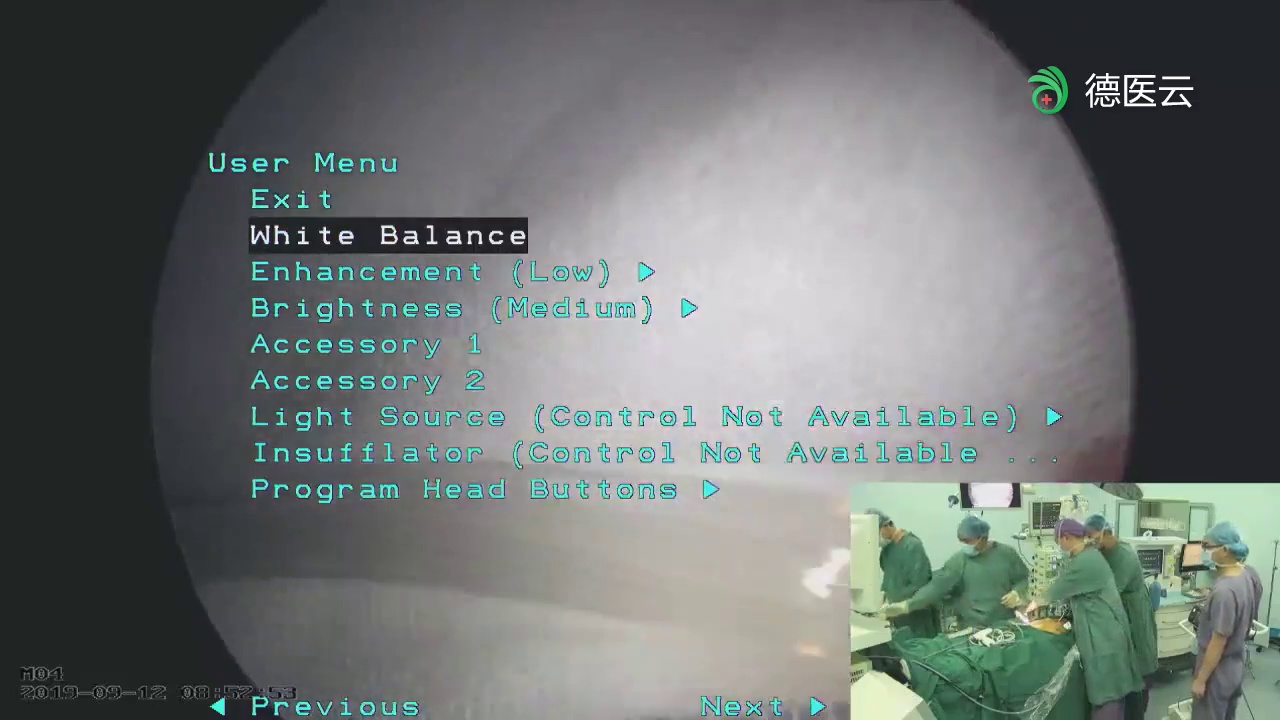 德医云
User Menu
Exit
White Balance
Enhancement (Low) ▶
Brightness (Medium) ▶
Accessory 1
Accessory 2
Light Source (Control Not Available) ▶
Insufflator (Control Not Available ...
Program Head Buttons ▶
M04
2019-09-12 08:52:53
◀ Previous
Next ▶